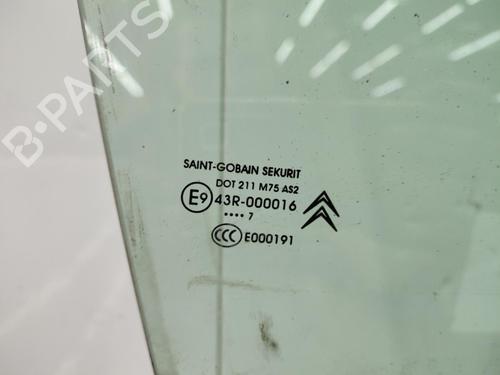 B-PARTS
SAINT-GOBAIN SEKURIT
DOT 211 M75 AS2
E9 43R-000016
•••• 7
CCC E000191